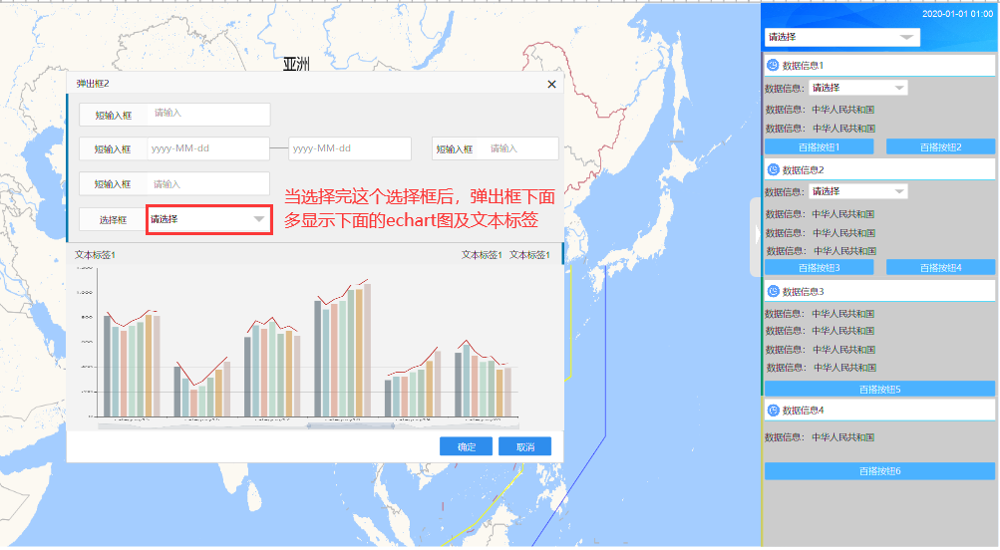 亚洲
弹出框2
短输入框 请输入
短输入框 yyyy-MM-dd yyyy-MM-dd 短输入框 请输入
短输入框 请输入
选择框 请选择
当选择完这个选择框后，弹出框下面
多显示下面的echart图及文本标签
文本标签1 文本标签1 文本标签1
确定 取消
2020-01-01 01:00
请选择
数据信息1
数据信息： 请选择
数据信息： 中华人民共和国
数据信息： 中华人民共和国
百搭按钮1 百搭按钮2
数据信息2
数据信息： 请选择
数据信息： 中华人民共和国
数据信息： 中华人民共和国
数据信息： 中华人民共和国
百搭按钮3 百搭按钮4
数据信息3
数据信息： 中华人民共和国
数据信息： 中华人民共和国
数据信息： 中华人民共和国
数据信息： 中华人民共和国
百搭按钮5
数据信息4
数据信息： 中华人民共和国
百搭按钮6